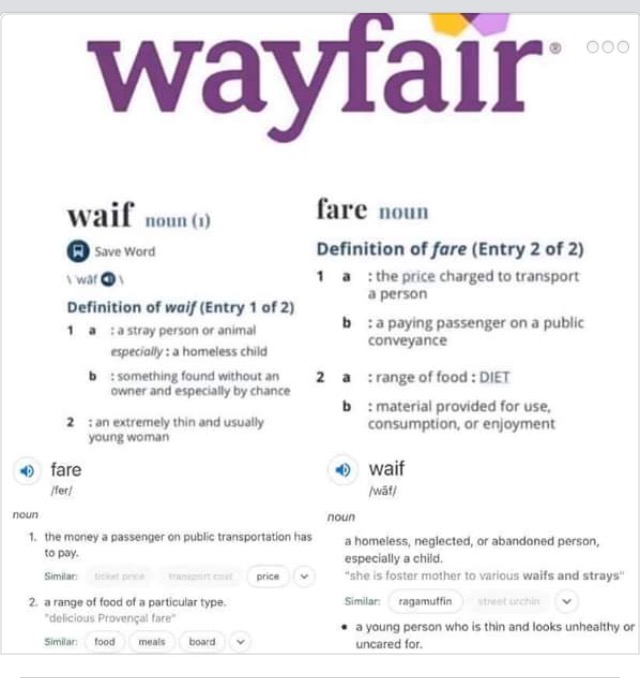 wayfair®
waif noun (1)
Save Word
\ ˈwāf \
Definition of waif (Entry 1 of 2)
1 a : a stray person or animal
especially : a homeless child
b : something found without an
owner and especially by chance
2 : an extremely thin and usually
young woman
fare noun
Definition of fare (Entry 2 of 2)
1 a : the price charged to transport
a person
b : a paying passenger on a public
conveyance
2 a : range of food : DIET
b : material provided for use,
consumption, or enjoyment
fare
/fer/
noun
1. the money a passenger on public transportation has
to pay.
Similar: ticket price transport cost price
2. a range of food of a particular type.
"delicious Provençal fare"
Similar: food meals board
waif
/wāf/
noun
a homeless, neglected, or abandoned person,
especially a child.
"she is foster mother to various waifs and strays"
Similar: ragamuffin street urchin
• a young person who is thin and looks unhealthy or
uncared for.